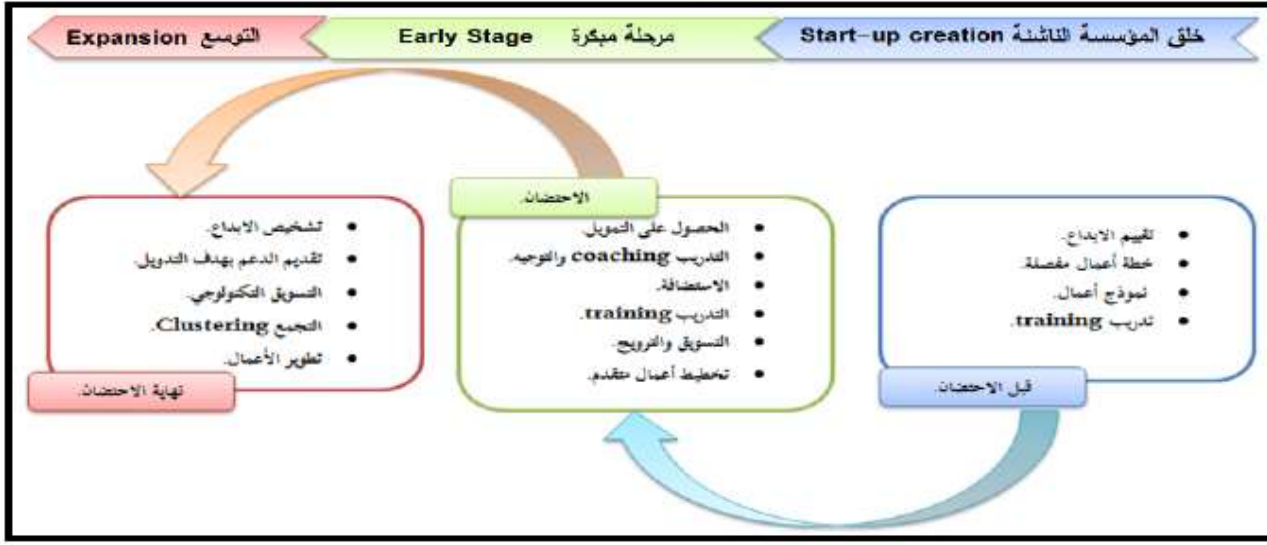 خلق المؤسسة الناشئة Start-up creation
مرحلة مبكرة Early Stage
التوسع Expansion
تقييم الابداع.
خطة أعمال مفصلة.
نموذج أعمال.
تدريب training.
قبل الاحتضان.
الاحتضان.
الحصول على التمويل.
التدريب coaching والتوجيه.
الاستضافة.
التدريب training.
التسويق والترويج.
تخطيط أعمال متقدم.
تشخيص الابداع.
تقديم الدعم بهدف التدويل.
التسويق التكنولوجي.
التجمع Clustering.
تطوير الأعمال.
نهاية الاحتضان.